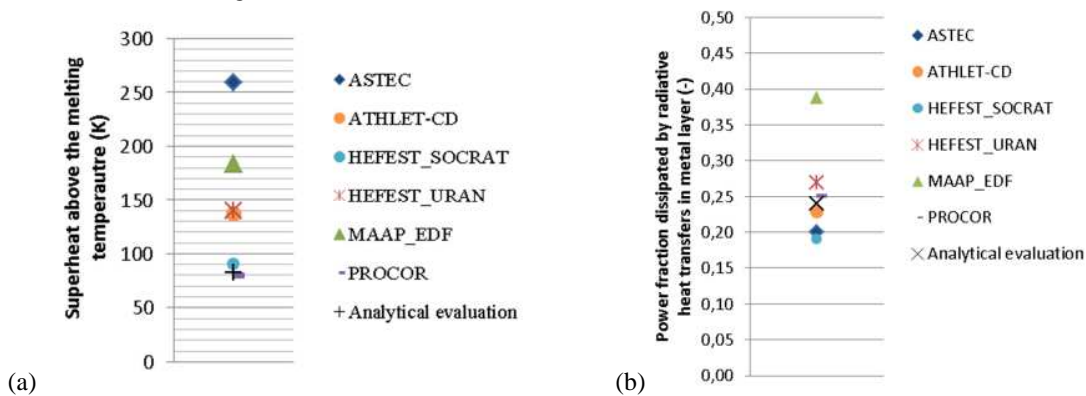 300
250
200
150
100
50
0
Superheat above the melting
temperautre (K)
ASTEC
ATHLET-CD
HEFEST_SOCRAT
HEFEST_URAN
MAAP_EDF
PROCOR
Analytical evaluation
(a)
0,50
0,45
0,40
0,35
0,30
0,25
0,20
0,15
0,10
0,05
0,00
Power fraction dissipated by radiative
heat transfers in metal layer (-)
ASTEC
ATHLET-CD
HEFEST_SOCRAT
HEFEST_URAN
MAAP_EDF
PROCOR
Analytical evaluation
(b)